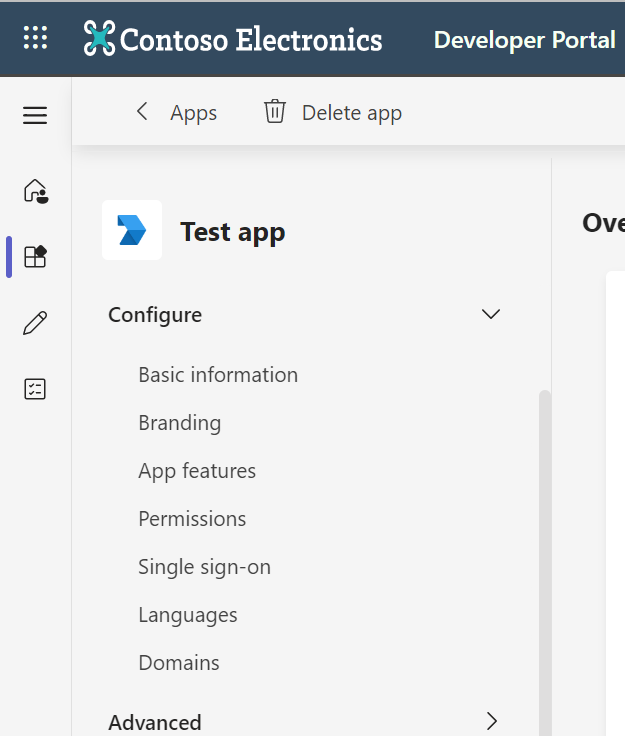 Contoso Electronics Developer Portal
Apps Delete app
Test app
Ove
Configure
Basic information
Branding
App features
Permissions
Single sign-on
Languages
Domains
Advanced